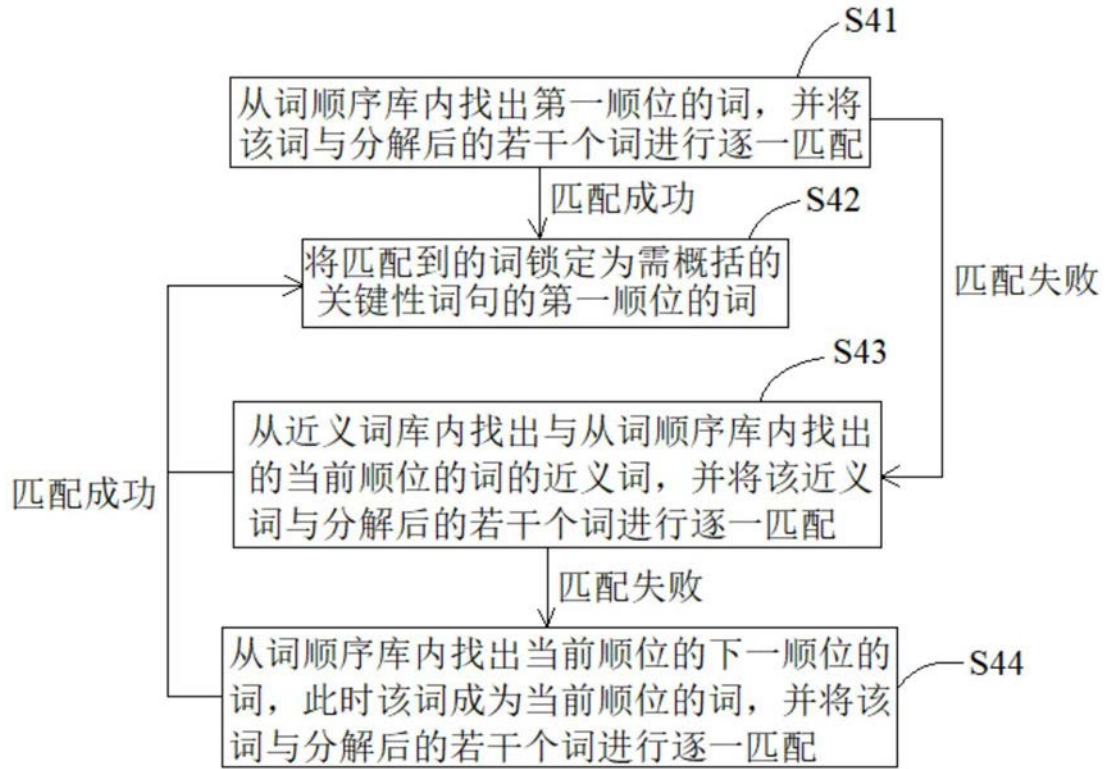 S41
从词顺序库内找出第一顺位的词，并将
该词与分解后的若干个词进行逐一匹配
匹配成功
S42
将匹配到的词锁定为需概括的
关键性词句的第一顺位的词
匹配失败
S43
从近义词库内找出与从词顺序库内找出
的当前顺位的词的近义词，并将该近义
词与分解后的若干个词进行逐一匹配
匹配成功
匹配失败
从词顺序库内找出当前顺位的下一顺位的
词，此时该词成为当前顺位的词，并将该
词与分解后的若干个词进行逐一匹配
S44